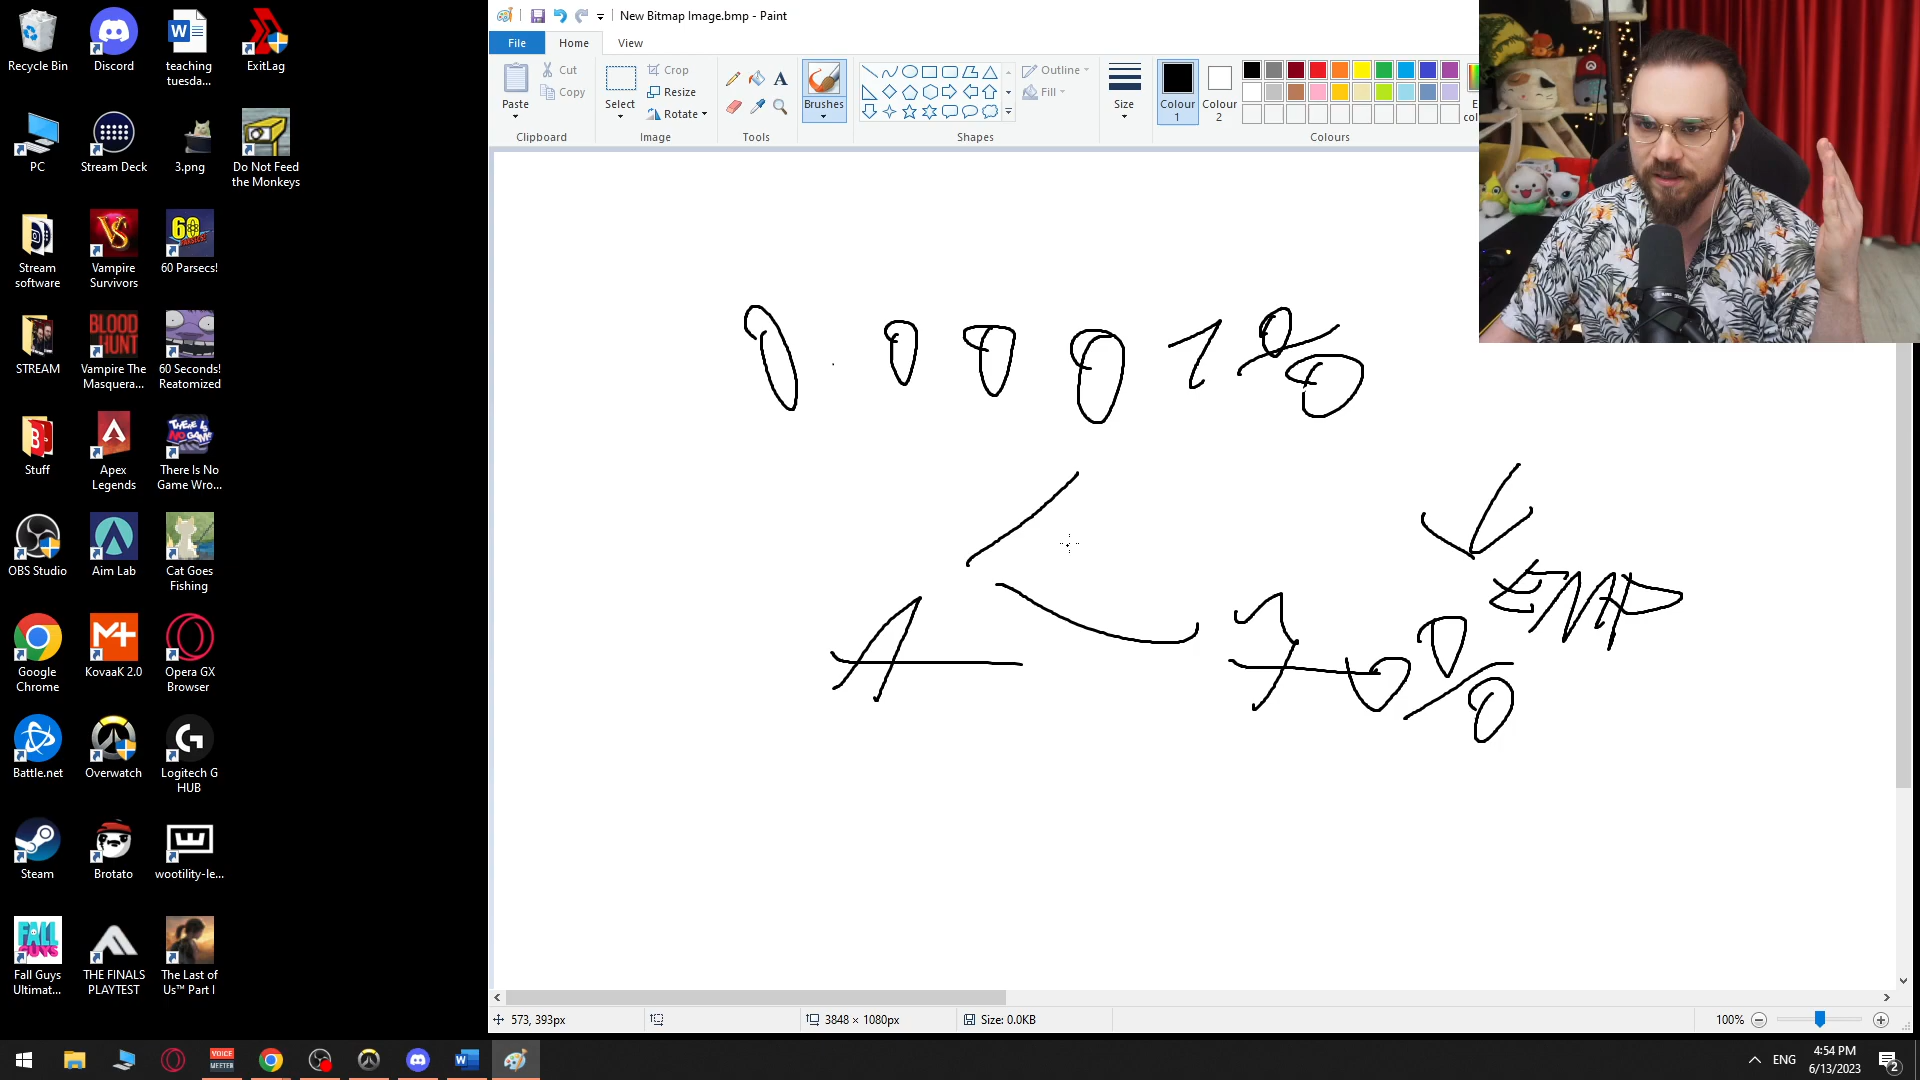 New Bitmap Image.bmp - Paint
File Home View
Paste
Cut
Copy
Clipboard
Select
Crop
Resize
Rotate
Image
Tools
Brushes
Shapes
Outline
Fill
Size
Colour 1
Colour 2
Colours
Recycle Bin
Discord
teaching tuesda...
ExitLag
PC
Stream Deck
3.png
Do Not Feed the Monkeys
Stream software
Vampire Survivors
60 Parsecs!
STREAM
Vampire The Masquera...
60 Seconds! Reatomized
Stuff
Apex Legends
There Is No Game Wro...
OBS Studio
Aim Lab
Cat Goes Fishing
Google Chrome
KovaaK 2.0
Opera GX Browser
Battle.net
Overwatch
Logitech G HUB
Steam
Brotato
wootility-le...
Fall Guys Ultimat...
THE FINALS PLAYTEST
The Last of Us™ Part I
0.0001%
EMP
A
30%
573, 393px
3848 × 1080px
Size: 0.0KB
100%
ENG
4:54 PM
6/13/2023
2